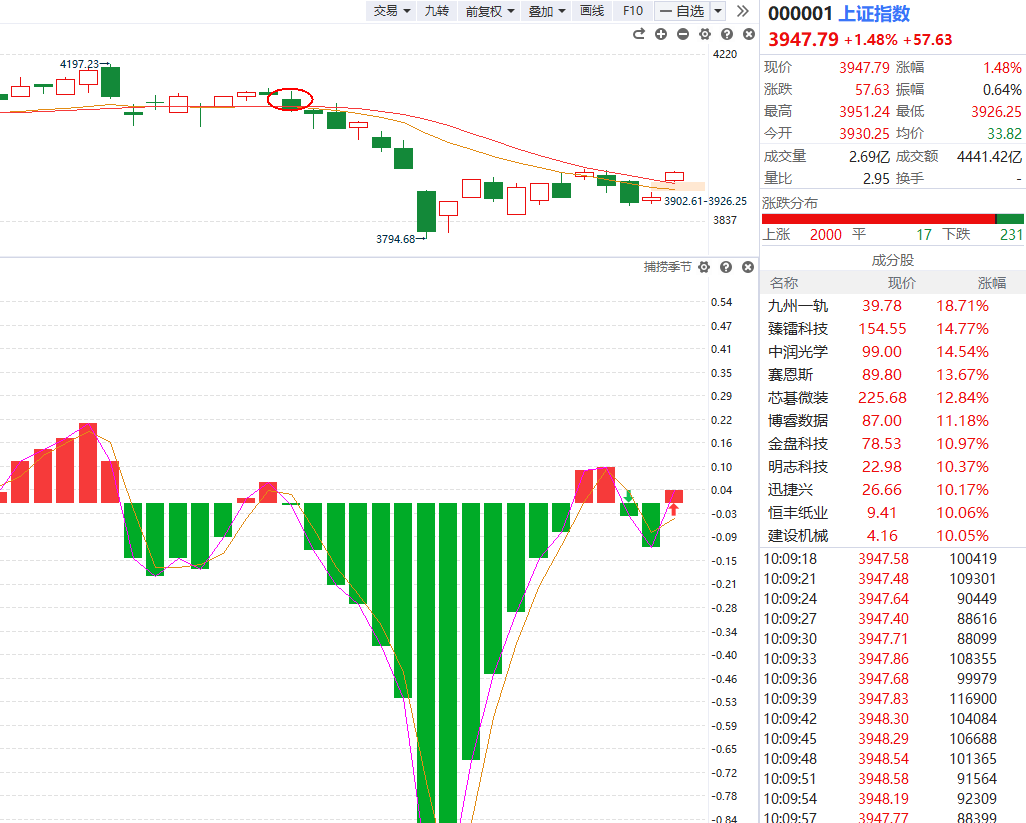 交易 九转 前复权 叠加 画线 F10 一 自选
4220
4197.23
3902.61-3926.25
3837
3794.68
捕捞季节
0.54
0.47
0.41
0.35
0.29
0.22
0.16
0.10
0.04
-0.03
-0.09
-0.15
-0.21
-0.28
-0.34
-0.40
-0.46
-0.53
-0.59
-0.65
-0.72
-0.78
-0.84
000001 上证指数
3947.79 +1.48% +57.63
现价 3947.79 涨幅 1.48%
涨跌 57.63 振幅 0.64%
最高 3951.24 最低 3926.25
今开 3930.25 均价 33.82
成交量 2.69亿 成交额 4441.42亿
量比 2.95 换手 -
涨跌分布
上涨 2000 平 17 下跌 231
成分股
名称 现价 涨幅
九州一轨 39.78 18.71%
臻镭科技 154.55 14.77%
中润光学 99.00 14.54%
赛恩斯 89.80 13.67%
芯碁微装 225.68 12.84%
博睿数据 87.00 11.18%
金盘科技 78.53 10.97%
明志科技 22.98 10.37%
迅捷兴 26.66 10.17%
恒丰纸业 9.41 10.06%
建设机械 4.16 10.05%
10:09:18 3947.58 100419
10:09:21 3947.48 109301
10:09:24 3947.64 90449
10:09:27 3947.40 88616
10:09:30 3947.71 88099
10:09:33 3947.86 108355
10:09:36 3947.68 99979
10:09:39 3947.83 116900
10:09:42 3948.30 104084
10:09:45 3948.29 106688
10:09:48 3948.54 101365
10:09:51 3948.58 91564
10:09:54 3948.19 92309
10:09:57 3947.77 88399